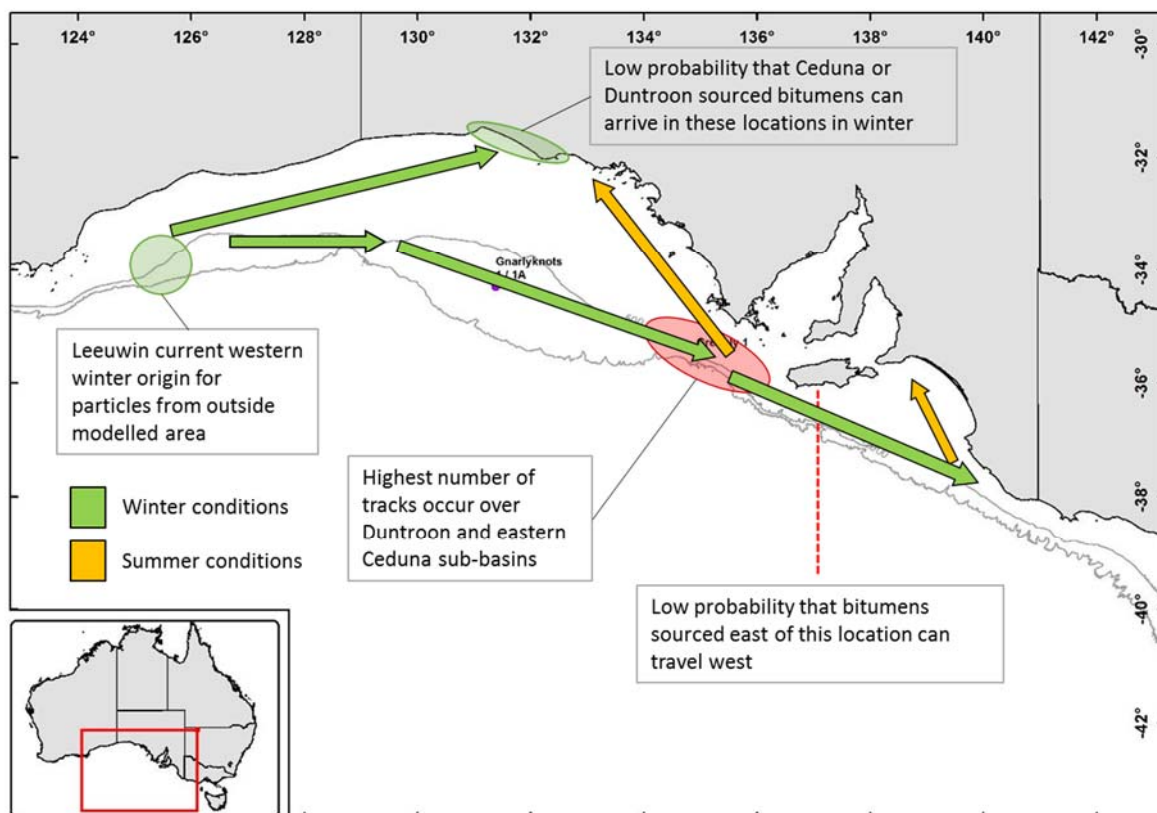 124° 126° 128° 130° 132° 134° 136° 138° 140° 142°
-30°
-32°
-34°
-36°
-38°
-40°
-42°
Low probability that Ceduna or
Duntroon sourced bitumens can
arrive in these locations in winter
Gnarlyknots
1 / 1A
Leeuwin current western
winter origin for
particles from outside
modelled area
Highest number of
tracks occur over
Duntroon and eastern
Ceduna sub-basins
Winter conditions
Summer conditions
Low probability that bitumens
sourced east of this location can
travel west